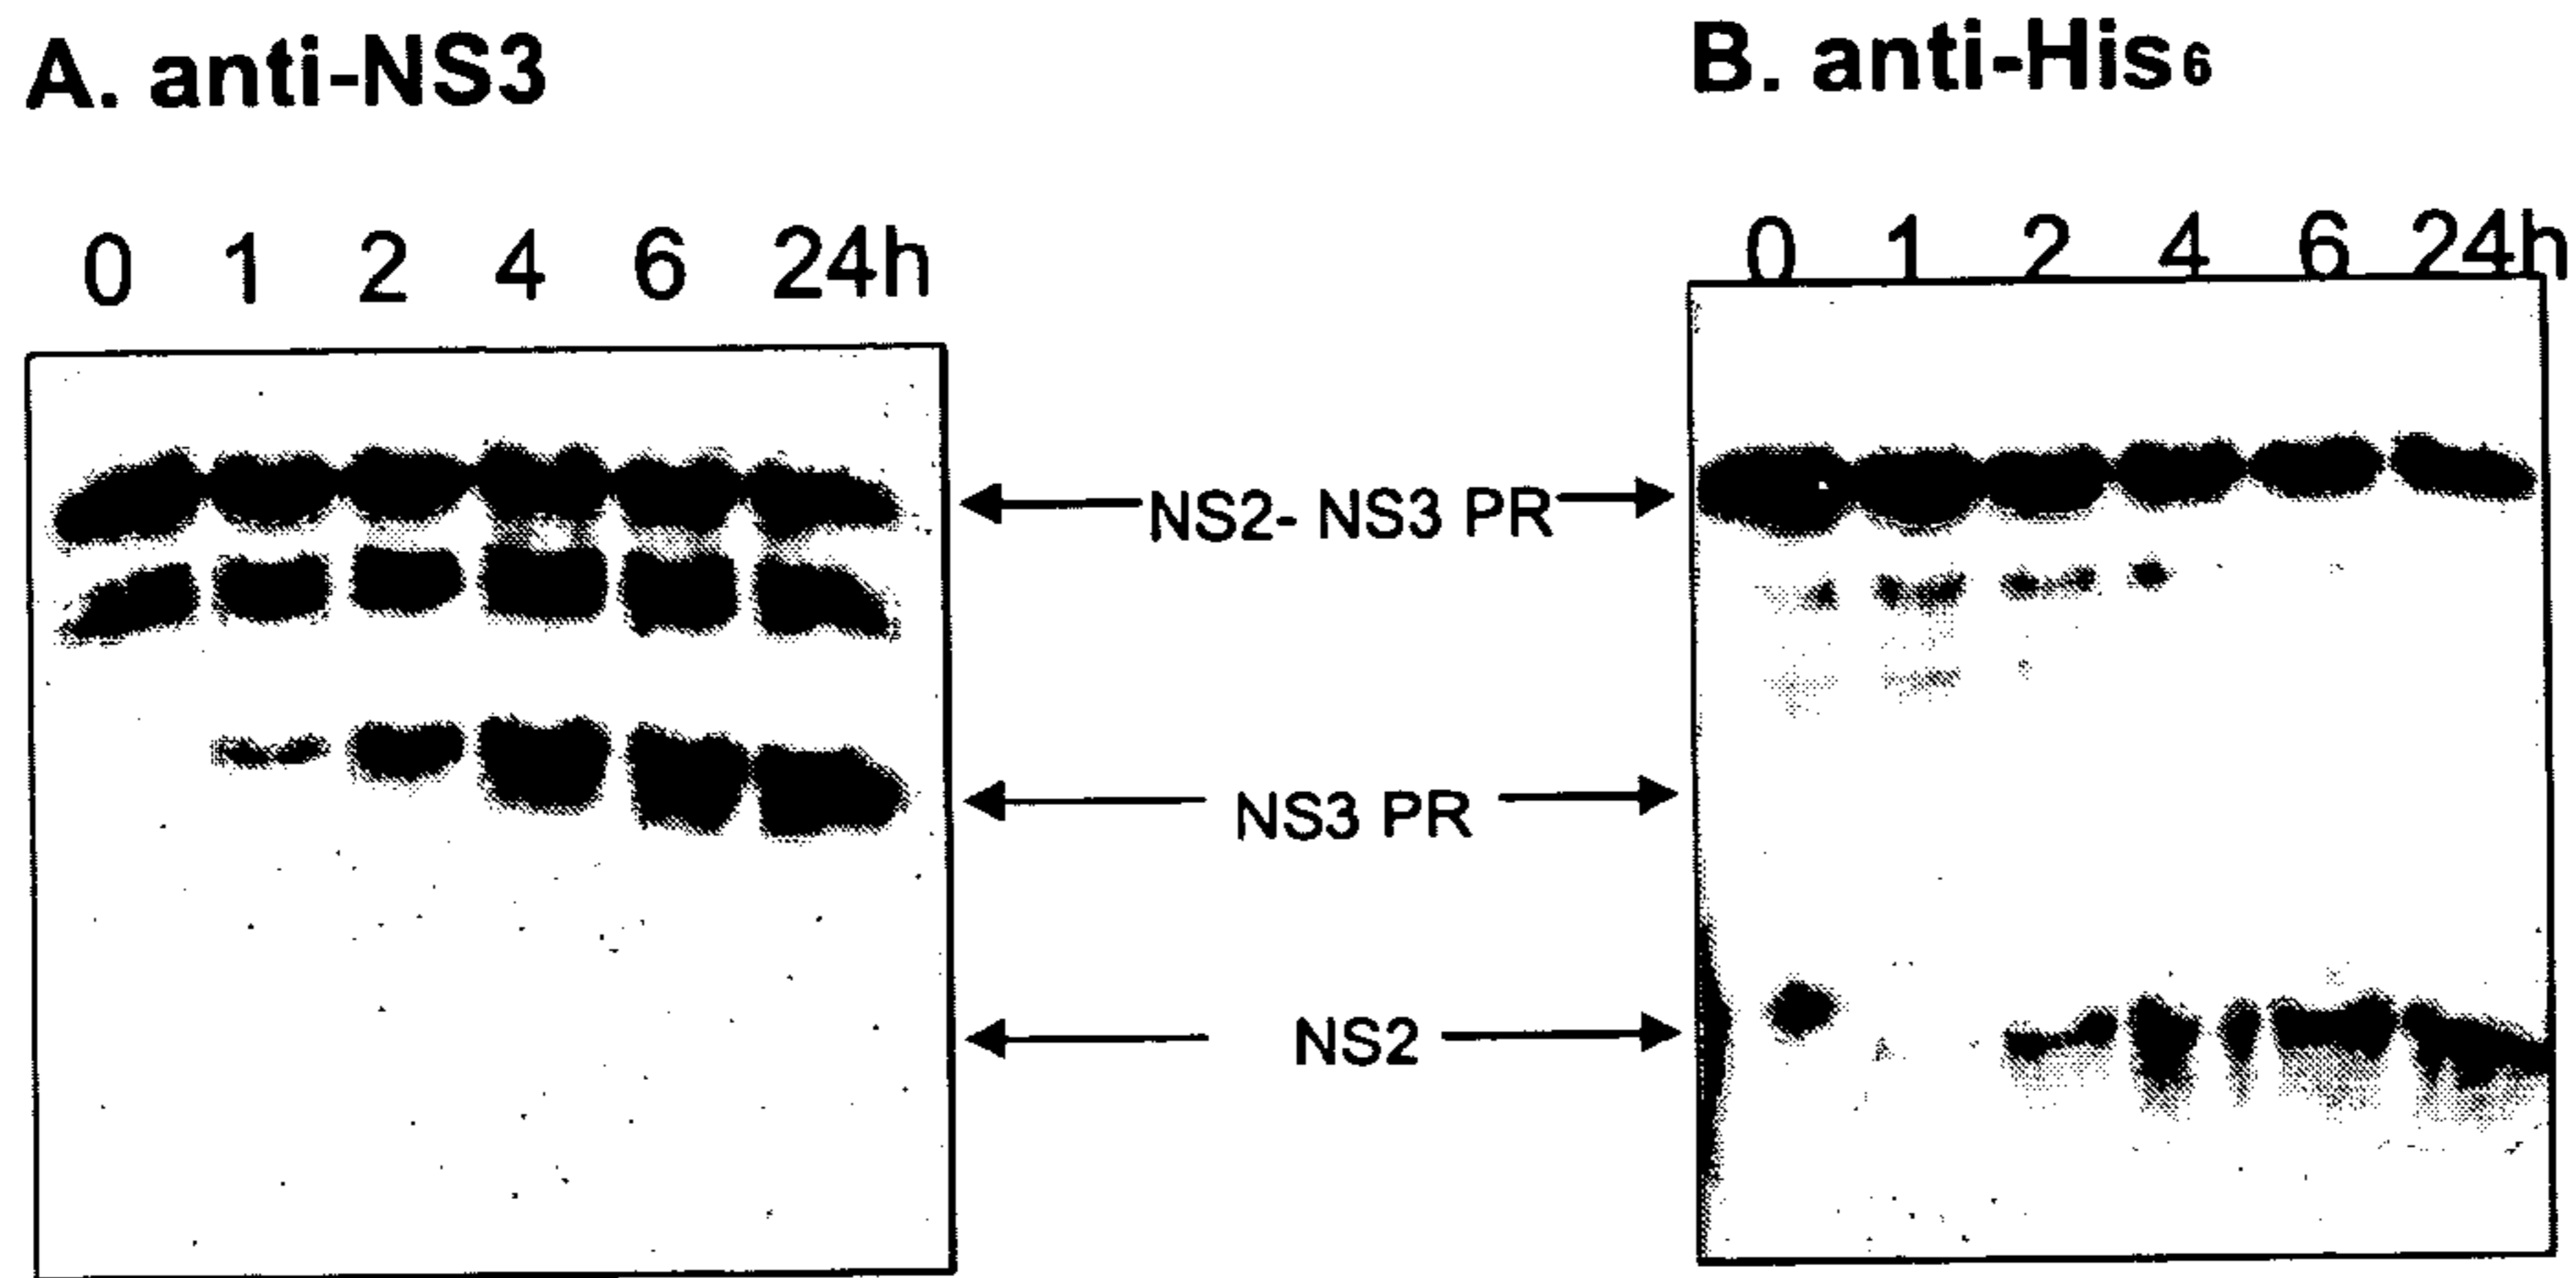 A. anti-NS3
B. anti-His6
0 1 2 4 6 24h
0 1 2 4 6 24h
NS2- NS3 PR
NS3 PR
NS2